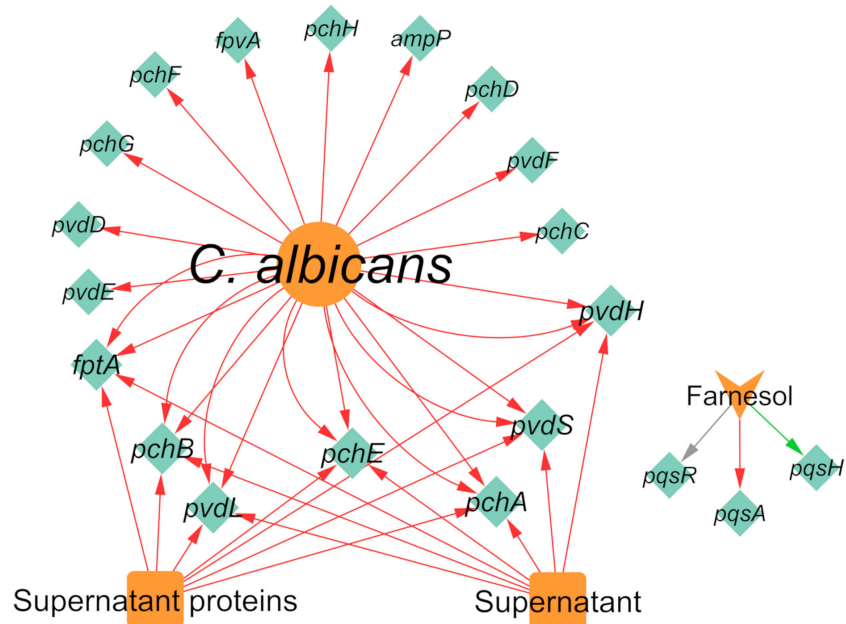 pchH
fpvA
ampP
pchF
pchD
pchG
pvdF
pvdD
pchC
C. albicans
pvdE
pvdH
fptA
Farnesol
pvdS
pchB
pchE
pqsR
pqsH
pvdL
pchA
pqsA
Supernatant proteins
Supernatant